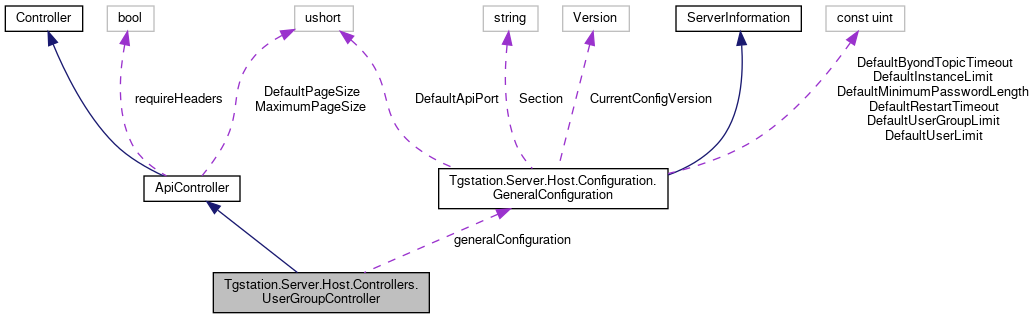 Controller
bool
ushort
string
Version
ServerInformation
const uint
requireHeaders
DefaultPageSize
MaximumPageSize
DefaultApiPort
Section
CurrentConfigVersion
DefaultByondTopicTimeout
DefaultInstanceLimit
DefaultMinimumPasswordLength
DefaultRestartTimeout
DefaultUserGroupLimit
DefaultUserLimit
ApiController
Tgstation.Server.Host.Configuration.
GeneralConfiguration
generalConfiguration
Tgstation.Server.Host.Controllers.
UserGroupController